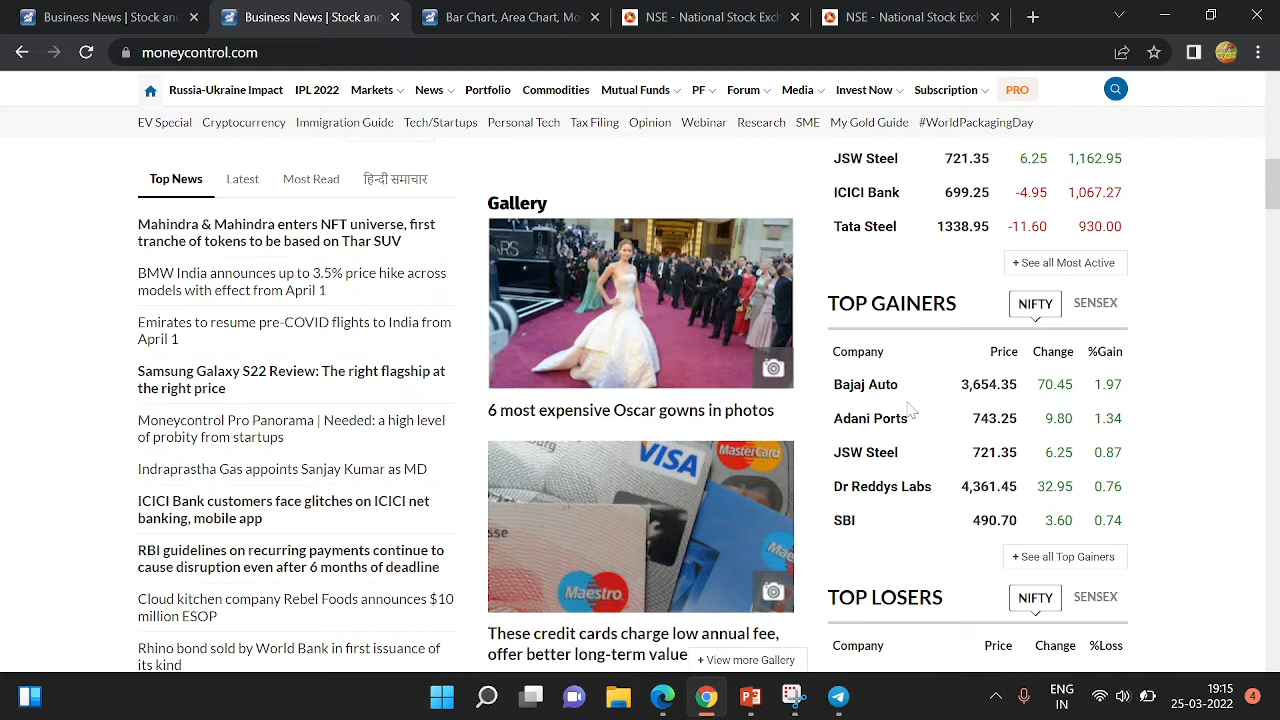 Business News | Stock and
Business News | Stock and
Bar Chart, Area Chart, Mo
NSE - National Stock Exch
NSE - National Stock Exch
moneycontrol.com
Russia-Ukraine Impact IPL 2022 Markets News Portfolio Commodities Mutual Funds PF Forum Media Invest Now Subscription PRO
EV Special Cryptocurrency Immigration Guide Tech/Startups Personal Tech Tax Filing Opinion Webinar Research SME My Gold Guide #WorldPackagingDay
Top News Latest Most Read हिन्दी समाचार
Mahindra & Mahindra enters NFT universe, first
tranche of tokens to be based on Thar SUV
BMW India announces up to 3.5% price hike across
models with effect from April 1
Emirates to resume pre-COVID flights to India from
April 1
Samsung Galaxy S22 Review: The right flagship at
the right price
Moneycontrol Pro Panorama | Needed: a high level
of probity from startups
Indraprastha Gas appoints Sanjay Kumar as MD
ICICI Bank customers face glitches on ICICI net
banking, mobile app
RBI guidelines on recurring payments continue to
cause disruption even after 6 months of deadline
Cloud kitchen company Rebel Foods announces $10
million ESOP
Rhino bond sold by World Bank in first issuance of
its kind
Gallery
ARS
6 most expensive Oscar gowns in photos
VISA
MasterCard
Maestro
These credit cards charge low annual fee,
offer better long-term value
+ View more Gallery
JSW Steel 721.35 6.25 1,162.95
ICICI Bank 699.25 -4.95 1,067.27
Tata Steel 1338.95 -11.60 930.00
+ See all Most Active
TOP GAINERS NIFTY SENSEX
Company Price Change %Gain
Bajaj Auto 3,654.35 70.45 1.97
Adani Ports 743.25 9.80 1.34
JSW Steel 721.35 6.25 0.87
Dr Reddys Labs 4,361.45 32.95 0.76
SBI 490.70 3.60 0.74
+ See all Top Gainers
TOP LOSERS NIFTY SENSEX
Company Price Change %Loss
ENG
IN
19:15
25-03-2022
4